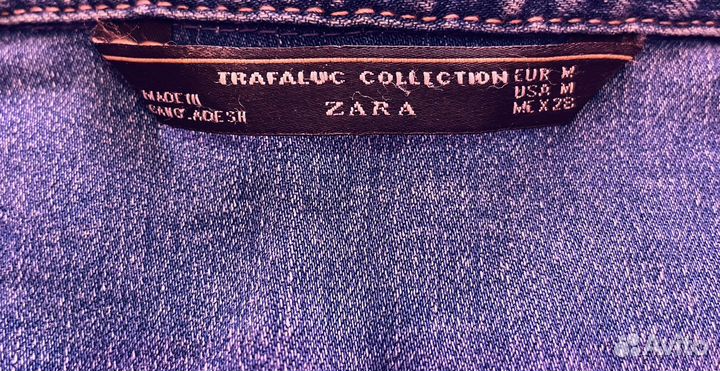 TRAFALUC COLLECTION
ZARA
MADE IN
BANGLADESH
EUR M
USA M
MEX 28
Avito